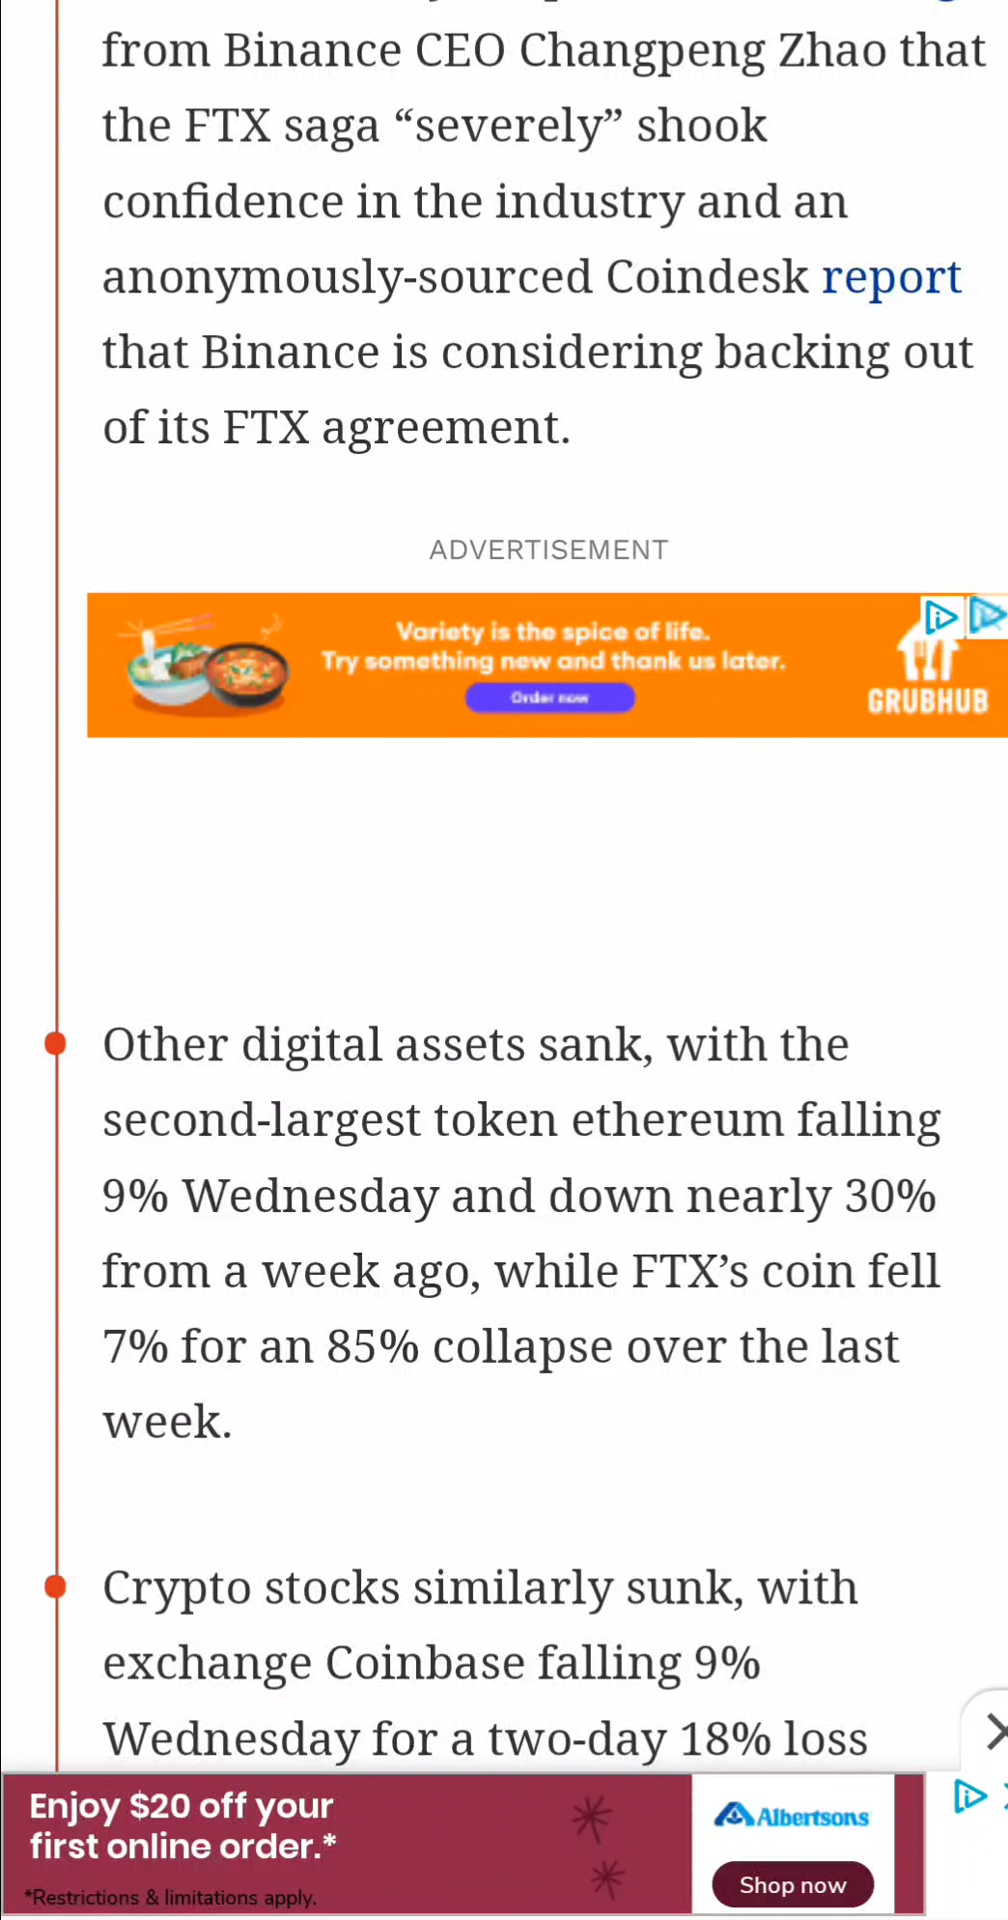 from Binance CEO Changpeng Zhao that
the FTX saga “severely” shook
confidence in the industry and an
anonymously-sourced Coindesk report
that Binance is considering backing out
of its FTX agreement.
ADVERTISEMENT
Variety is the spice of life.
Try something new and thank us later.
Order now
GRUBHUB
Other digital assets sank, with the
second-largest token ethereum falling
9% Wednesday and down nearly 30%
from a week ago, while FTX’s coin fell
7% for an 85% collapse over the last
week.
Crypto stocks similarly sunk, with
exchange Coinbase falling 9%
Wednesday for a two-day 18% loss
Enjoy $20 off your
first online order.*
*Restrictions & limitations apply.
Albertsons
Shop now